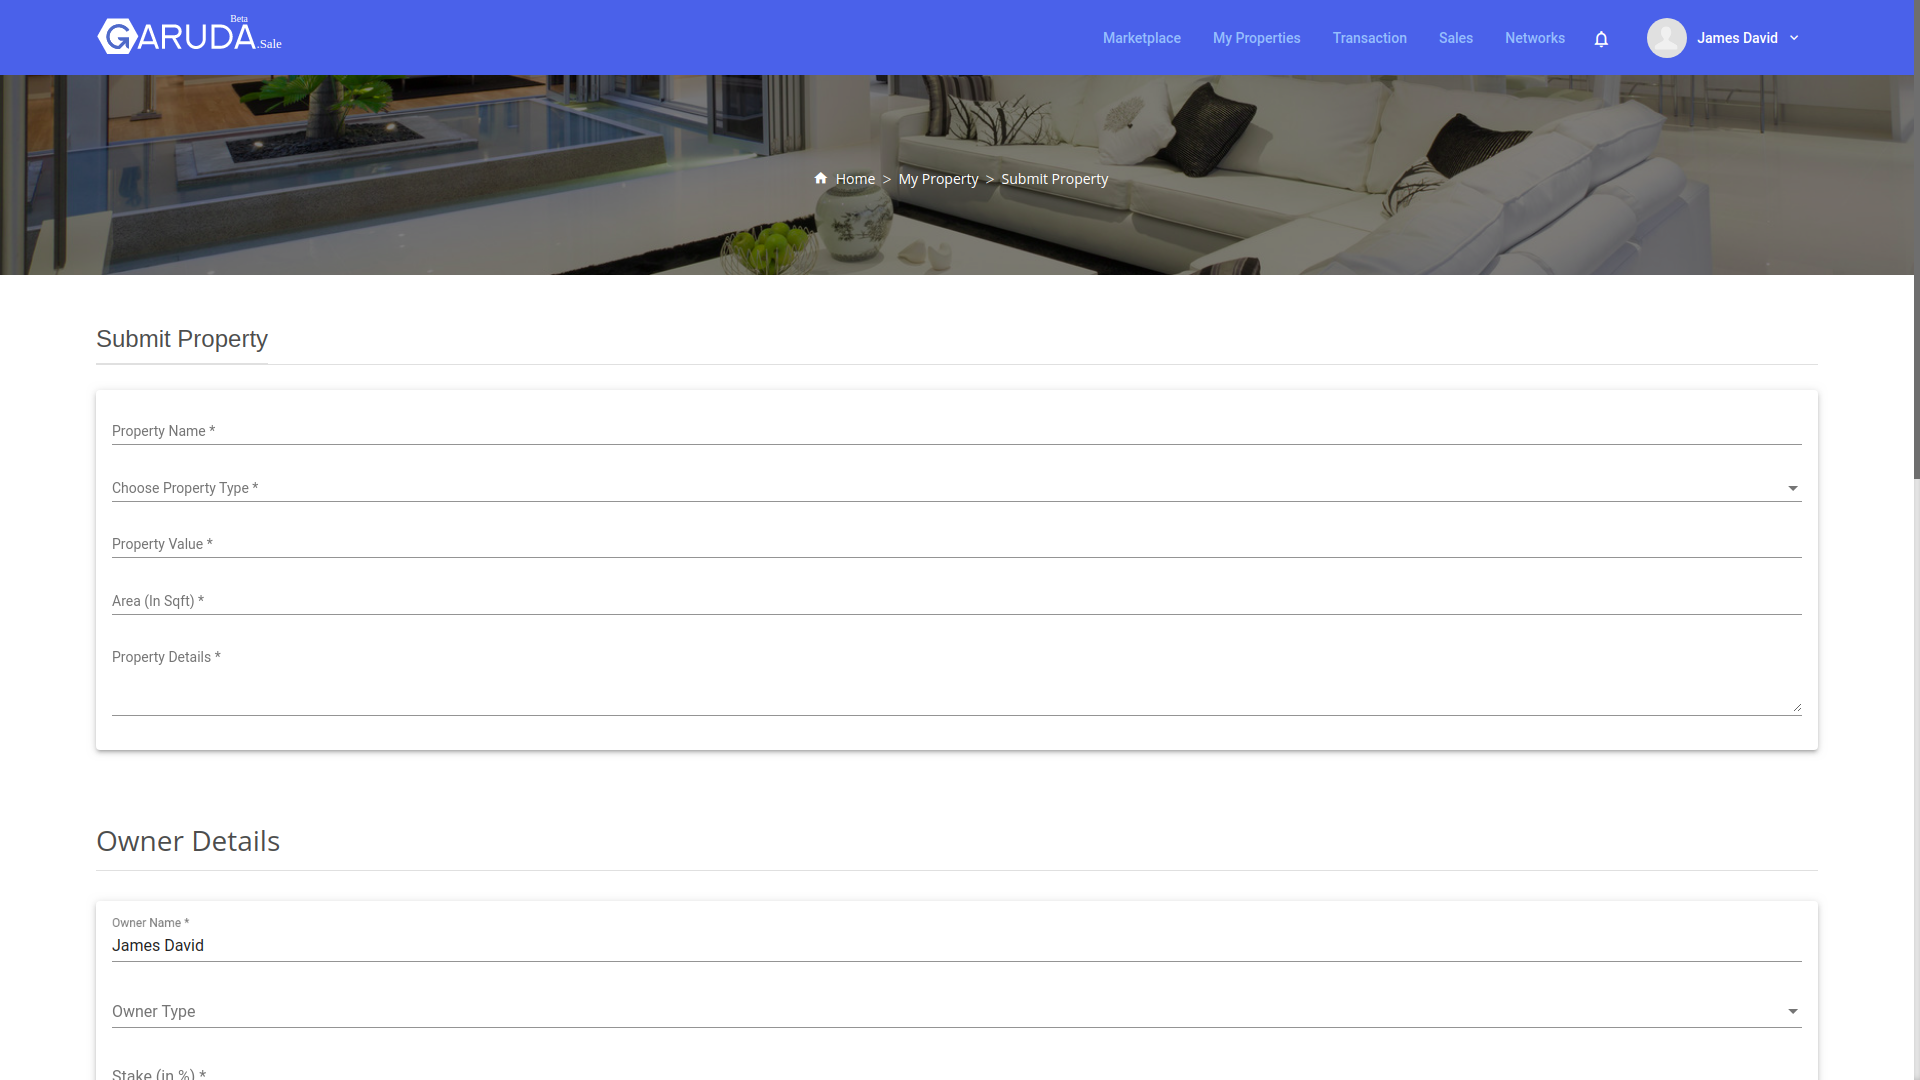 Beta
GARUDA.Sale
Marketplace
My Properties
Transaction
Sales
Networks
James David
Home > My Property > Submit Property
Submit Property
Property Name *
Choose Property Type *
Property Value *
Area (In Sqft) *
Property Details *
Owner Details
Owner Name *
James David
Owner Type
Stake (in %) *